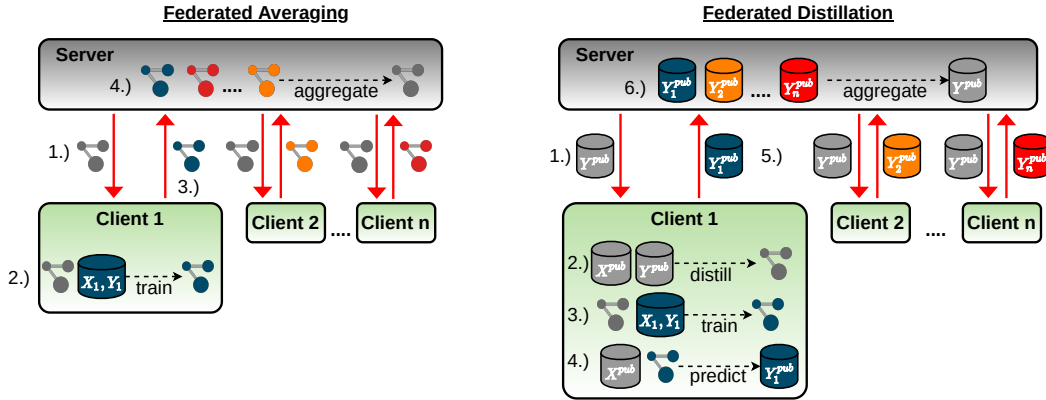 Federated Averaging
Server
4.)
....
aggregate
1.)
3.)
Client 1
Client 2
....
Client n
2.)
X₁, Y₁
train
Federated Distillation
Server
6.)
Y₁ᵖᵘᵇ
Y₂ᵖᵘᵇ
....
Yₙᵖᵘᵇ
aggregate
Yᵖᵘᵇ
1.)
Yᵖᵘᵇ
Y₁ᵖᵘᵇ
5.)
Yᵖᵘᵇ
Y₂ᵖᵘᵇ
Yᵖᵘᵇ
Yₙᵖᵘᵇ
Client 1
Client 2
....
Client n
2.)
Xᵖᵘᵇ
Yᵖᵘᵇ
distill
3.)
X₁, Y₁
train
4.)
Xᵖᵘᵇ
predict
Y₁ᵖᵘᵇ